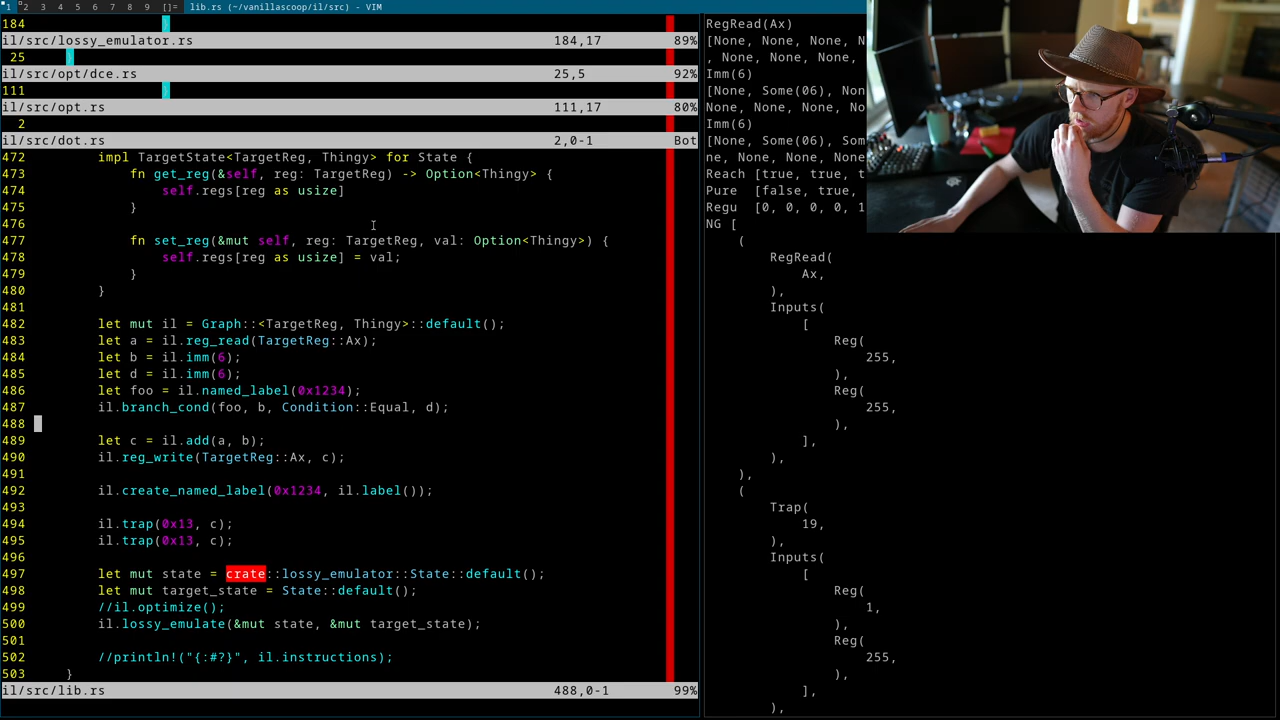 1 2 3 4 5 6 7 8 9 []= lib.rs (~/vanillascoop/il/src) - VIM
184 }
il/src/lossy_emulator.rs 184,17 89%
25 }
il/src/opt/dce.rs 25,5 92%
111 }
il/src/opt.rs 111,17 80%
2
il/src/dot.rs 2,0-1 Bot
472 impl TargetState<TargetReg, Thingy> for State {
473 fn get_reg(&self, reg: TargetReg) -> Option<Thingy> {
474 self.regs[reg as usize]
475 }
476
477 fn set_reg(&mut self, reg: TargetReg, val: Option<Thingy>) {
478 self.regs[reg as usize] = val;
479 }
480 }
481
482 let mut il = Graph::<TargetReg, Thingy>::default();
483 let a = il.reg_read(TargetReg::Ax);
484 let b = il.imm(6);
485 let d = il.imm(6);
486 let foo = il.named_label(0x1234);
487 il.branch_cond(foo, b, Condition::Equal, d);
488
489 let c = il.add(a, b);
490 il.reg_write(TargetReg::Ax, c);
491
492 il.create_named_label(0x1234, il.label());
493
494 il.trap(0x13, c);
495 il.trap(0x13, c);
496
497 let mut state = crate::lossy_emulator::State::default();
498 let mut target_state = State::default();
499 //il.optimize();
500 il.lossy_emulate(&mut state, &mut target_state);
501
502 //println!("{:#?}", il.instructions);
503 }
il/src/lib.rs 488,0-1 99%
RegRead(Ax)
[None, None, None, N
, None, None, None,
Imm(6)
[None, Some(06), Non
None, None, None, No
Imm(6)
[None, Some(06), Som
ne, None, None, None
Reach [true, true, t
Pure [false, true,
Regu [0, 0, 0, 0, 1
NG [
(
RegRead(
Ax,
),
Inputs(
[
Reg(
255,
),
Reg(
255,
),
],
),
),
(
Trap(
19,
),
Inputs(
[
Reg(
1,
),
Reg(
255,
),
],
),